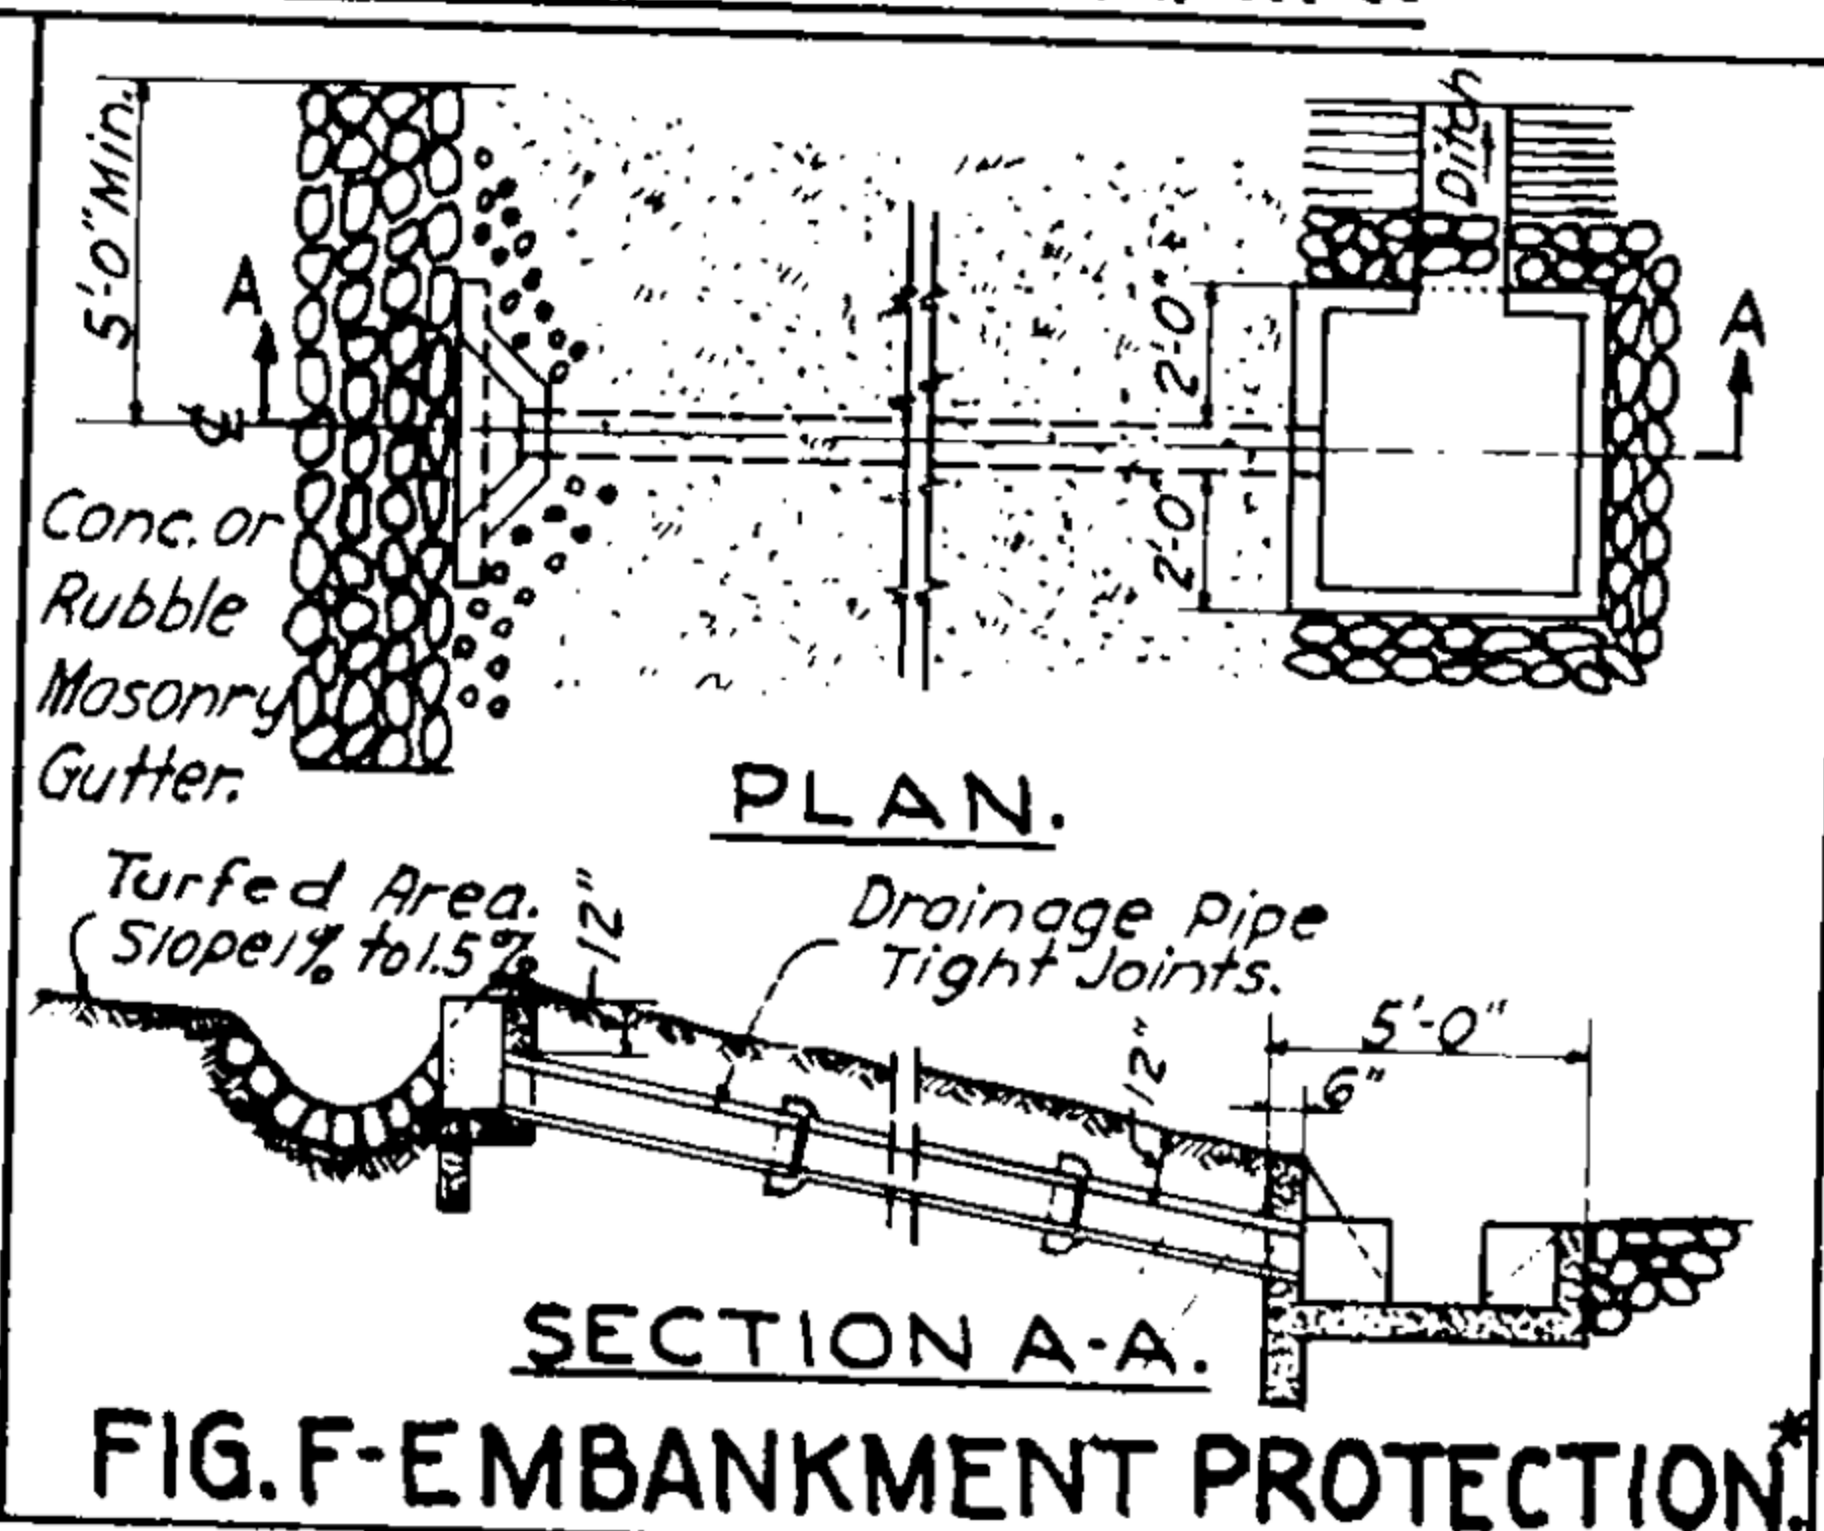 5'-0" Min.
A
℄
Conc. or
Rubble
Masonry
Gutter.
Ditch
2'-0"
2'-0"
A
PLAN.
Turfed Area.
Slope 1% to 1.5%
12"
Drainage Pipe
Tight Joints.
12"
5'-0"
6"
SECTION A-A.
FIG. F-EMBANKMENT PROTECTION.*